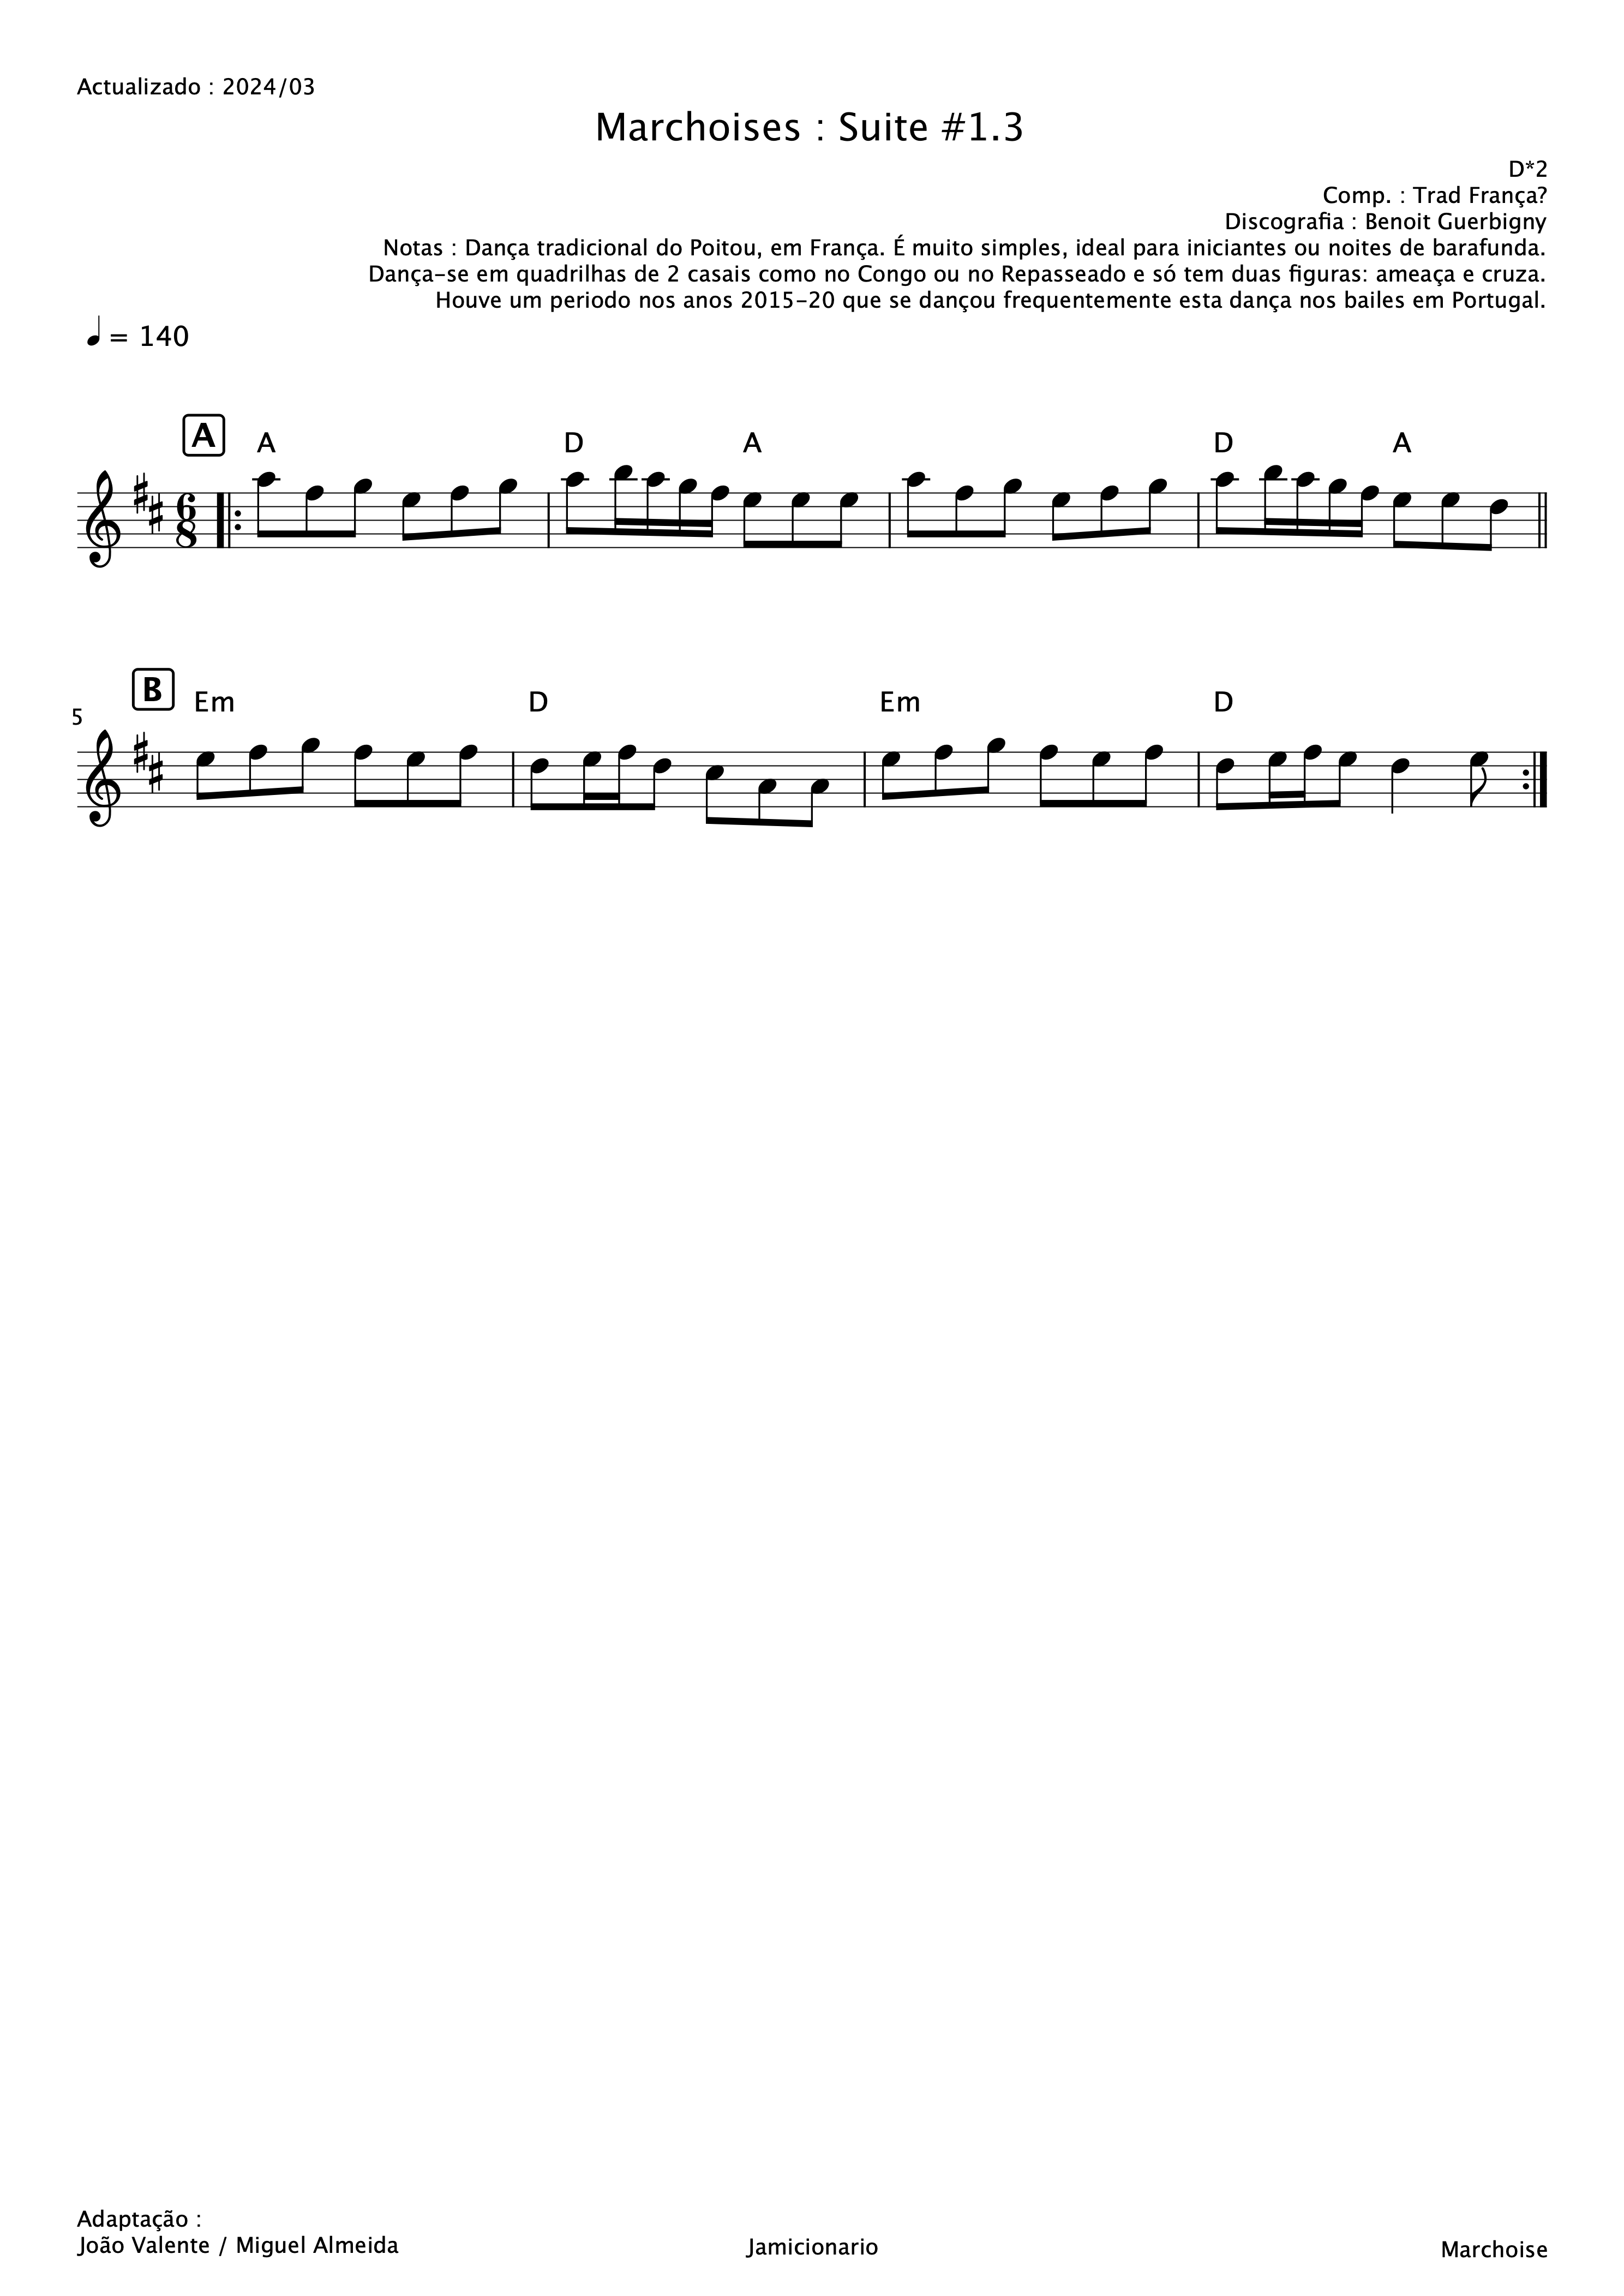 Actualizado : 2024/03
Marchoises : Suite #1.3
D*2
Comp. : Trad França?
Discografia : Benoit Guerbigny
Notas : Dança tradicional do Poitou, em França. É muito simples, ideal para iniciantes ou noites de barafunda.
Dança-se em quadrilhas de 2 casais como no Congo ou no Repasseado e só tem duas figuras: ameaça e cruza.
Houve um periodo nos anos 2015-20 que se dançou frequentemente esta dança nos bailes em Portugal.
= 140
A
A D A D A
6
8
B
Em D Em D
5
Adaptação :
João Valente / Miguel Almeida
Jamicionario
Marchoise